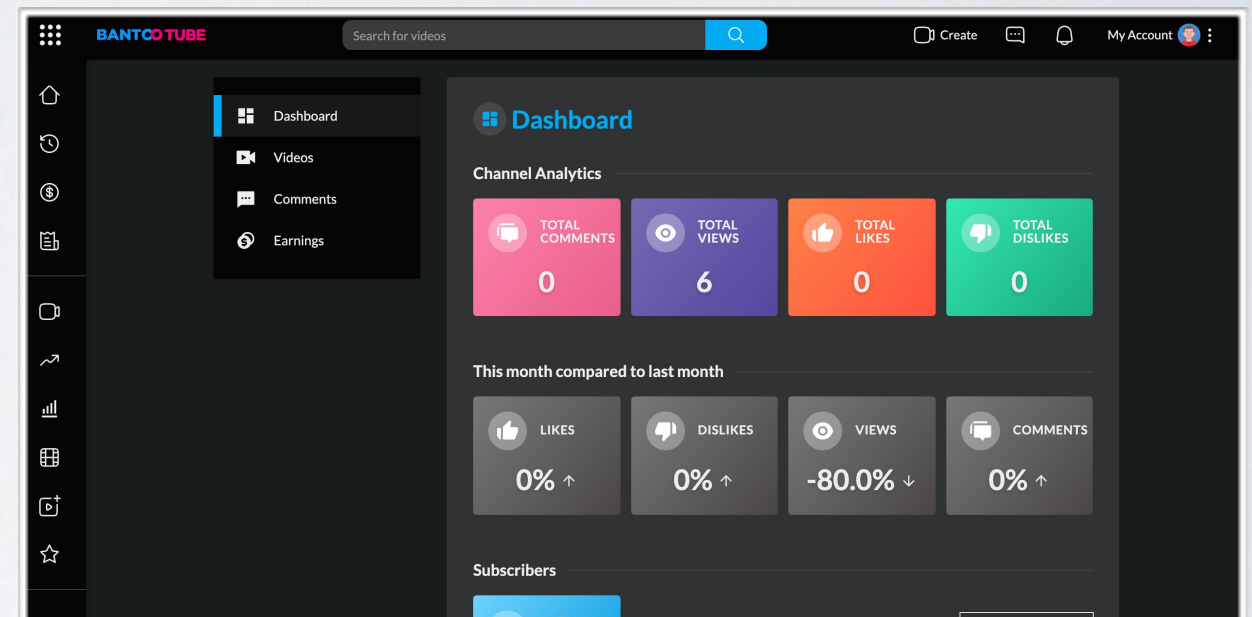 BANTOO TUBE
Search for videos
Create
My Account
Dashboard
Videos
Comments
Earnings
Dashboard
Channel Analytics
TOTAL
COMMENTS
0
TOTAL
VIEWS
6
TOTAL
LIKES
0
TOTAL
DISLIKES
0
This month compared to last month
LIKES
0% ↑
DISLIKES
0% ↑
VIEWS
-80.0% ↓
COMMENTS
0% ↑
Subscribers